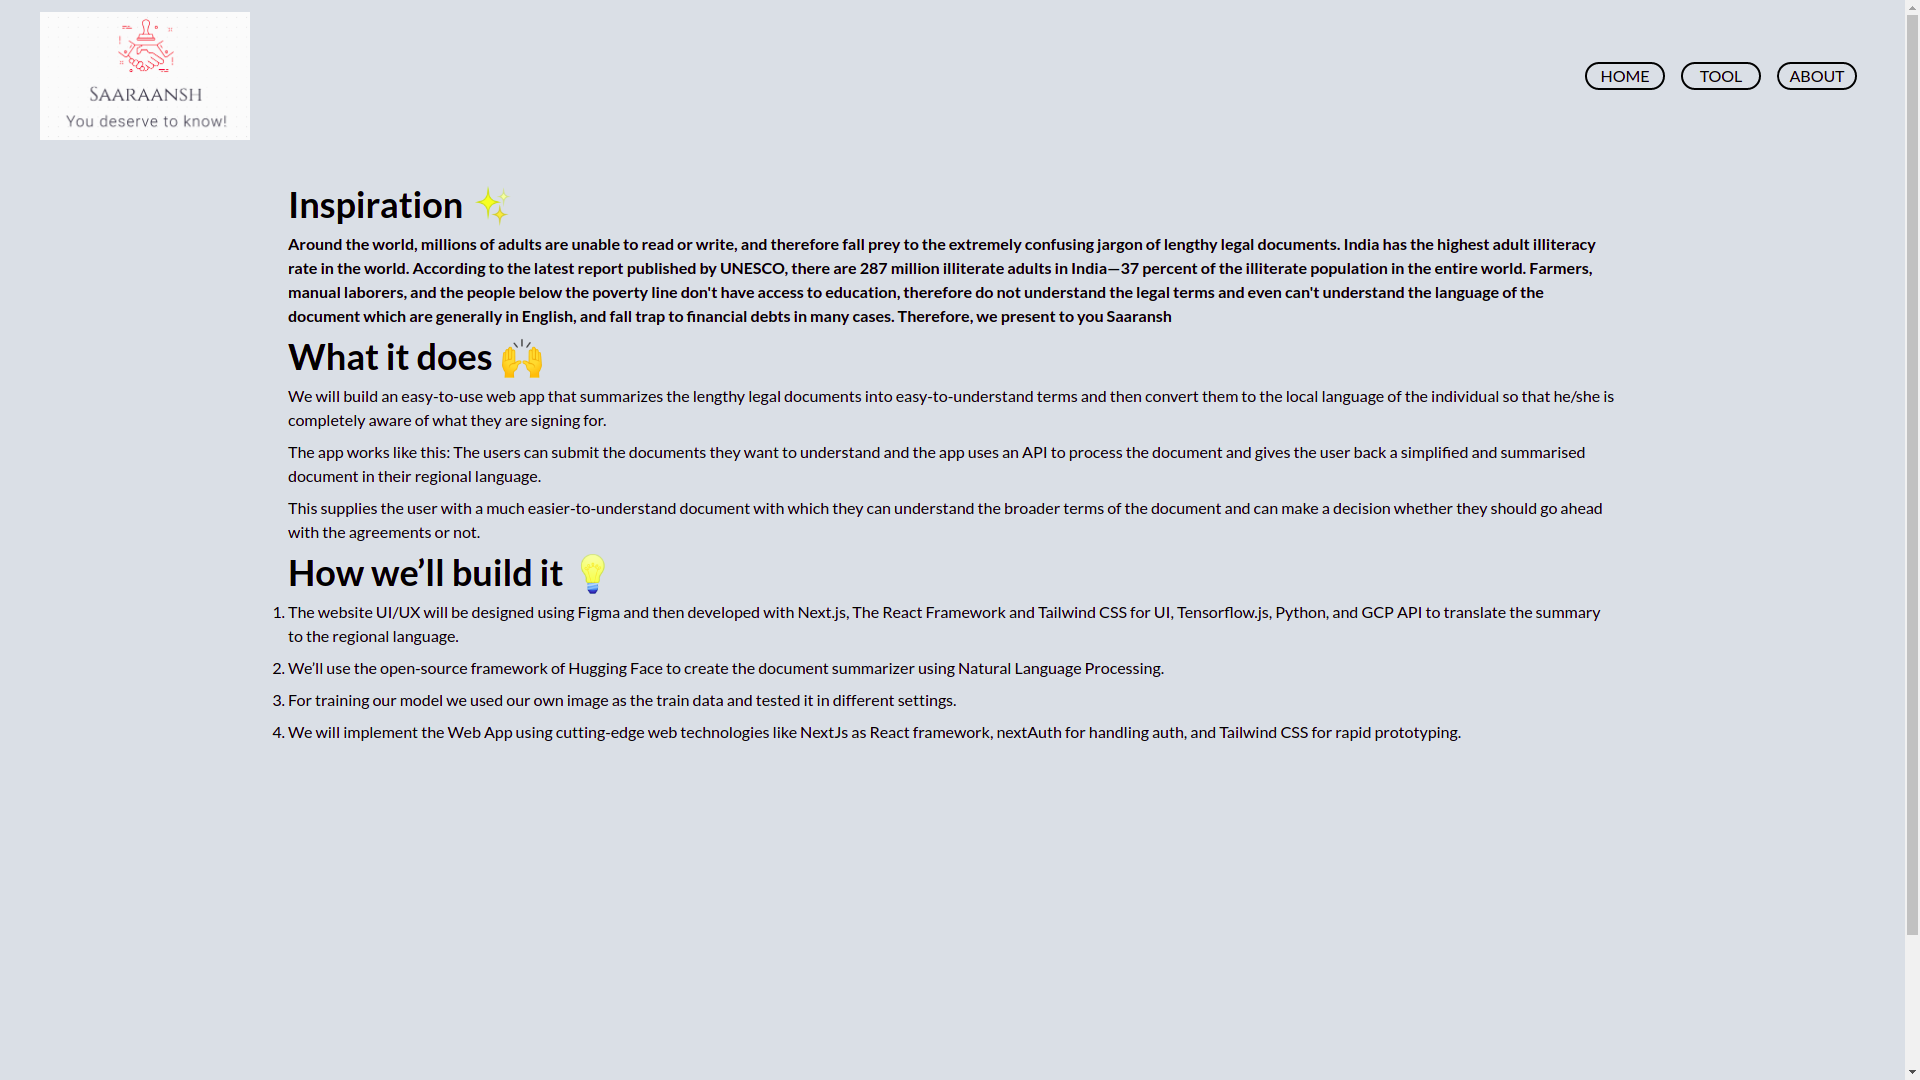 SAARAANSH
You deserve to know!
HOME
TOOL
ABOUT
Inspiration ✨
Around the world, millions of adults are unable to read or write, and therefore fall prey to the extremely confusing jargon of lengthy legal documents. India has the highest adult illiteracy
rate in the world. According to the latest report published by UNESCO, there are 287 million illiterate adults in India—37 percent of the illiterate population in the entire world. Farmers,
manual laborers, and the people below the poverty line don't have access to education, therefore do not understand the legal terms and even can't understand the language of the
document which are generally in English, and fall trap to financial debts in many cases. Therefore, we present to you Saaransh
What it does 🙌
We will build an easy-to-use web app that summarizes the lengthy legal documents into easy-to-understand terms and then convert them to the local language of the individual so that he/she is
completely aware of what they are signing for.
The app works like this: The users can submit the documents they want to understand and the app uses an API to process the document and gives the user back a simplified and summarised
document in their regional language.
This supplies the user with a much easier-to-understand document with which they can understand the broader terms of the document and can make a decision whether they should go ahead
with the agreements or not.
How we’ll build it 💡
1. The website UI/UX will be designed using Figma and then developed with Next.js, The React Framework and Tailwind CSS for UI, Tensorflow.js, Python, and GCP API to translate the summary
to the regional language.
2. We’ll use the open-source framework of Hugging Face to create the document summarizer using Natural Language Processing.
3. For training our model we used our own image as the train data and tested it in different settings.
4. We will implement the Web App using cutting-edge web technologies like NextJs as React framework, nextAuth for handling auth, and Tailwind CSS for rapid prototyping.